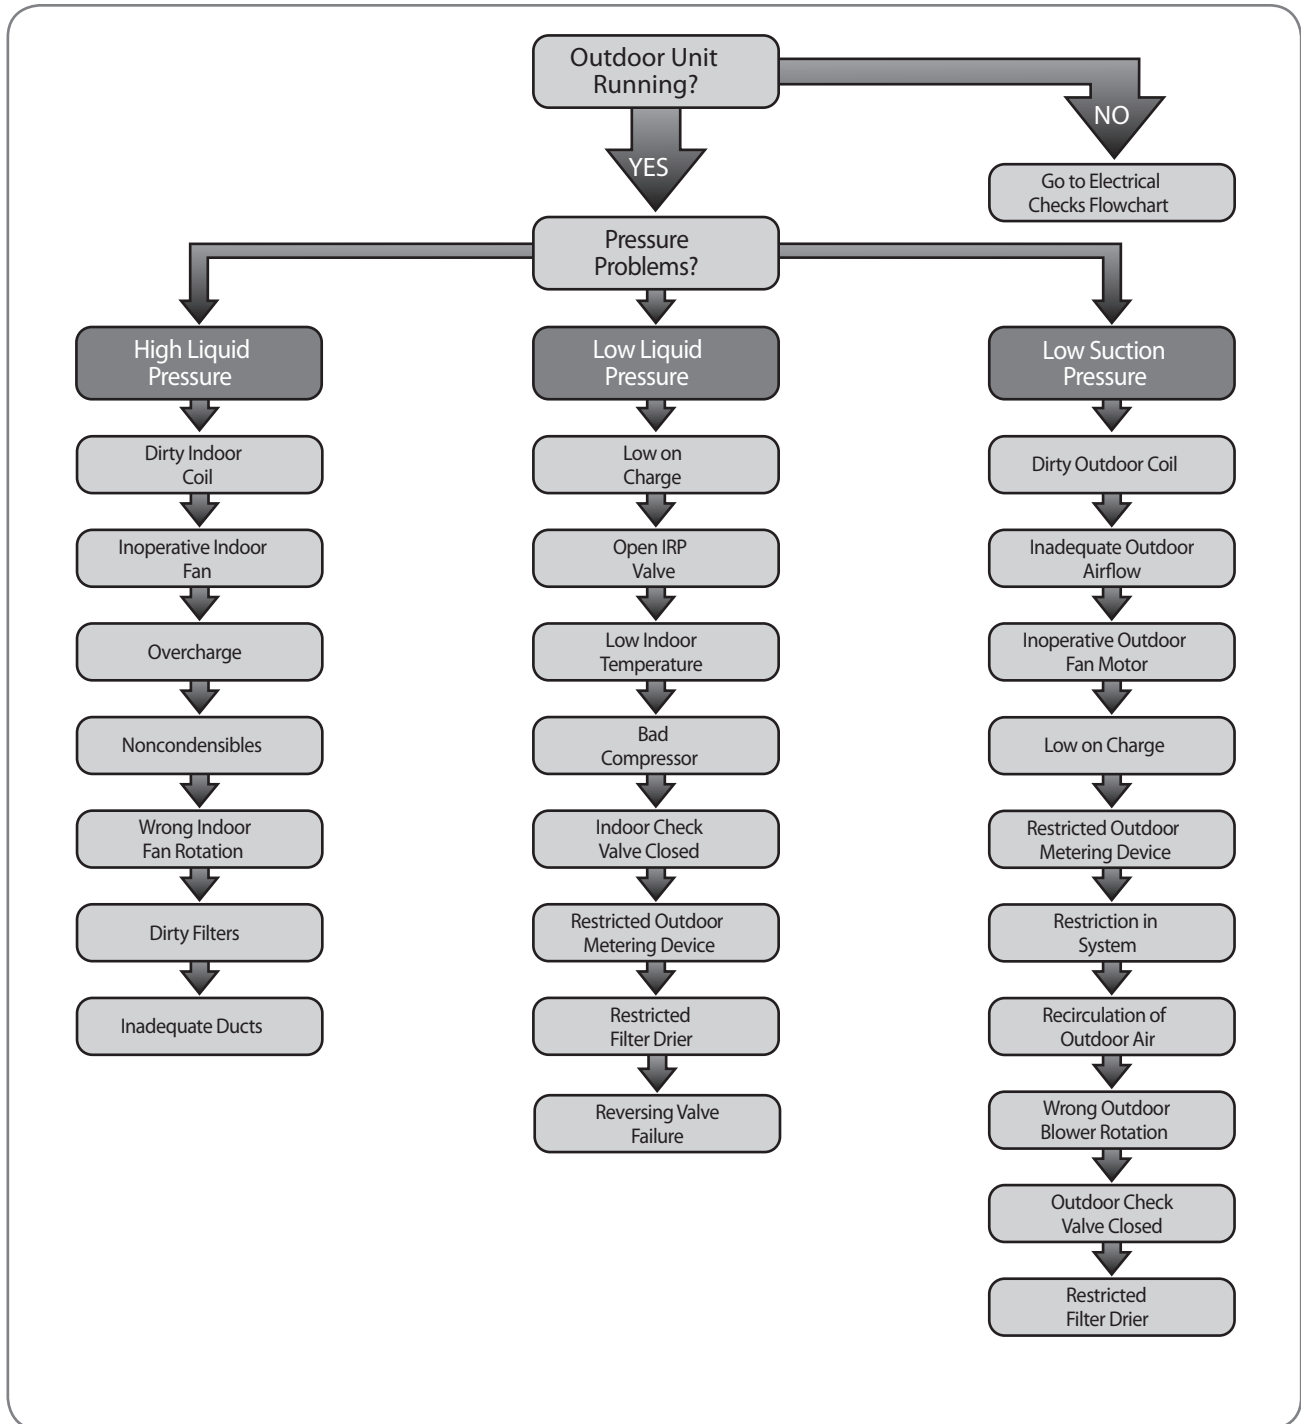 Outdoor Unit
Running?
NO
YES
Go to Electrical
Checks Flowchart
Pressure
Problems?
High Liquid
Pressure
Dirty Indoor
Coil
Inoperative Indoor
Fan
Overcharge
Noncondensibles
Wrong Indoor
Fan Rotation
Dirty Filters
Inadequate Ducts
Low Liquid
Pressure
Low on
Charge
Open IRP
Valve
Low Indoor
Temperature
Bad
Compressor
Indoor Check
Valve Closed
Restricted Outdoor
Metering Device
Restricted
Filter Drier
Reversing Valve
Failure
Low Suction
Pressure
Dirty Outdoor Coil
Inadequate Outdoor
Airflow
Inoperative Outdoor
Fan Motor
Low on Charge
Restricted Outdoor
Metering Device
Restriction in
System
Recirculation of
Outdoor Air
Wrong Outdoor
Blower Rotation
Outdoor Check
Valve Closed
Restricted
Filter Drier